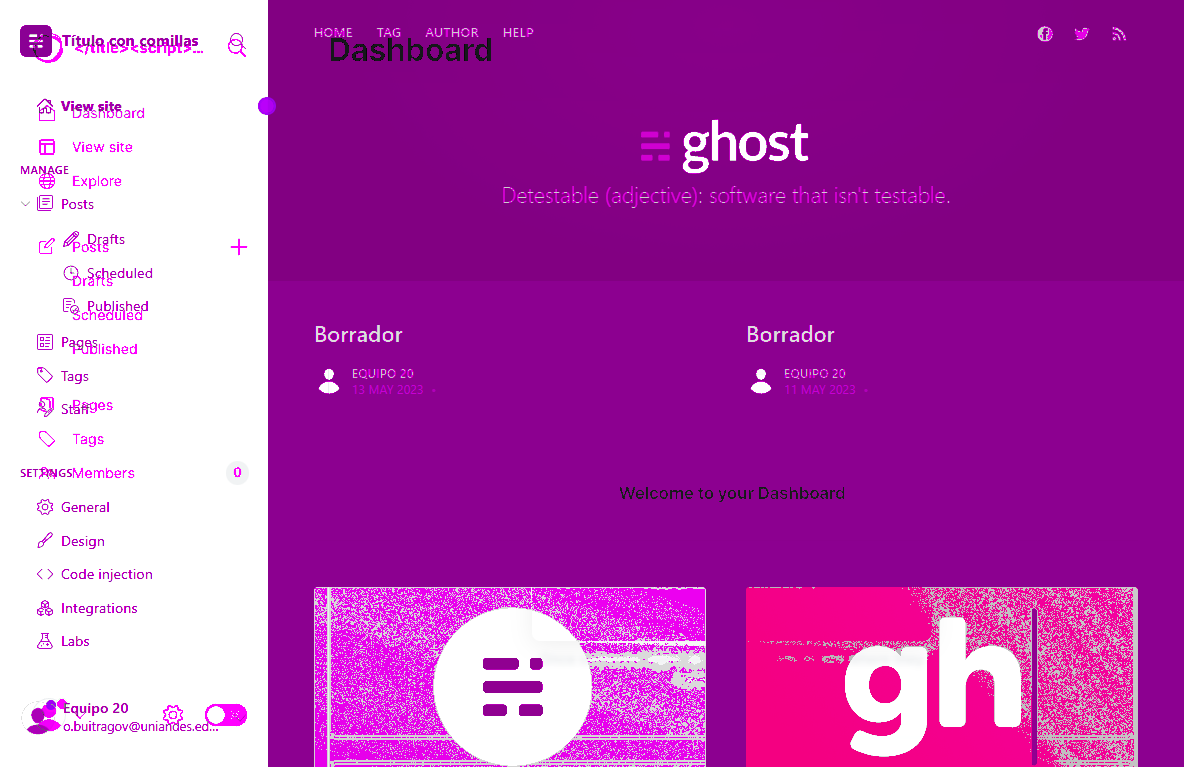 Título con comillas
</title><script>...
View site
Dashboard
View site
MANAGE
Explore
Posts
Drafts
Posts
Scheduled
Drafts
Published
Scheduled
Pages
Published
Tags
Staff
Pages
Tags
SETTINGS
Members 0
General
Design
Code injection
Integrations
Labs
Equipo 20
o.buitragov@uniandes.ed...
HOME TAG AUTHOR HELP
Dashboard
ghost
Detestable (adjective): software that isn't testable.
Borrador
EQUIPO 20
13 MAY 2023
Borrador
EQUIPO 20
11 MAY 2023
Welcome to your Dashboard
gh